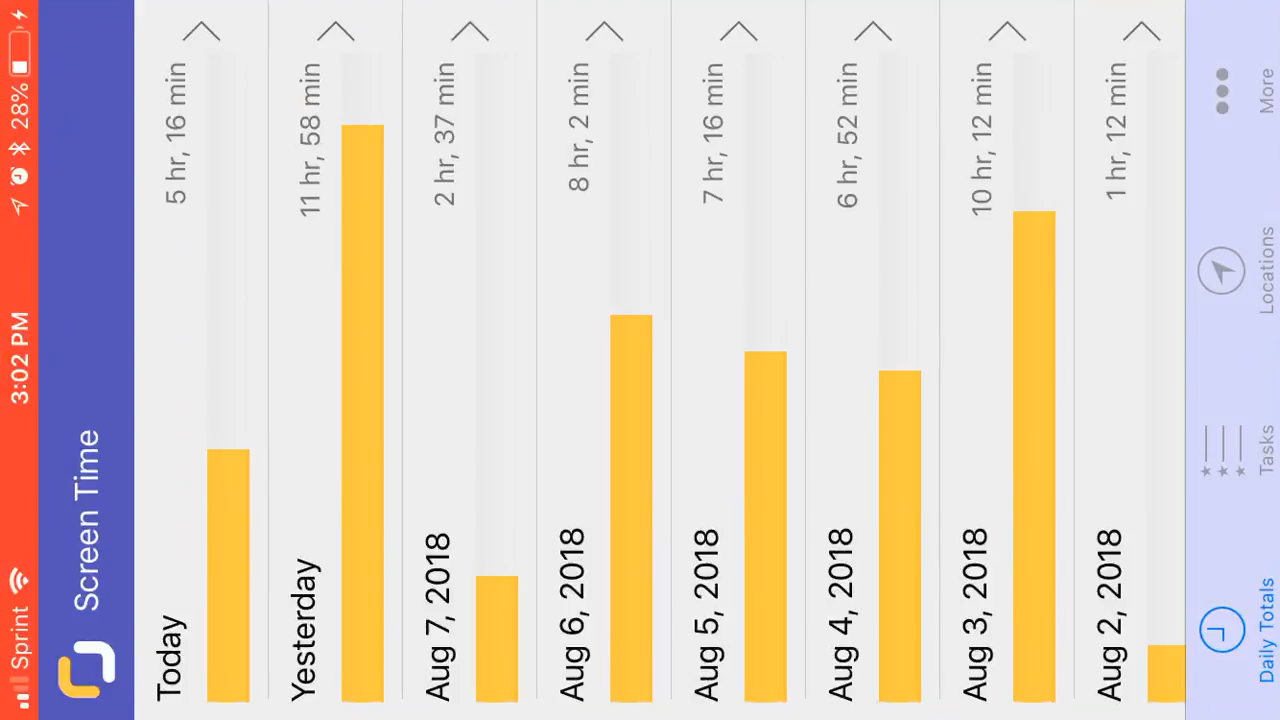 Sprint 3:02 PM 28%
Screen Time
Today 5 hr, 16 min
Yesterday 11 hr, 58 min
Aug 7, 2018 2 hr, 37 min
Aug 6, 2018 8 hr, 2 min
Aug 5, 2018 7 hr, 16 min
Aug 4, 2018 6 hr, 52 min
Aug 3, 2018 10 hr, 12 min
Aug 2, 2018 1 hr, 12 min
Daily Totals Tasks Locations More